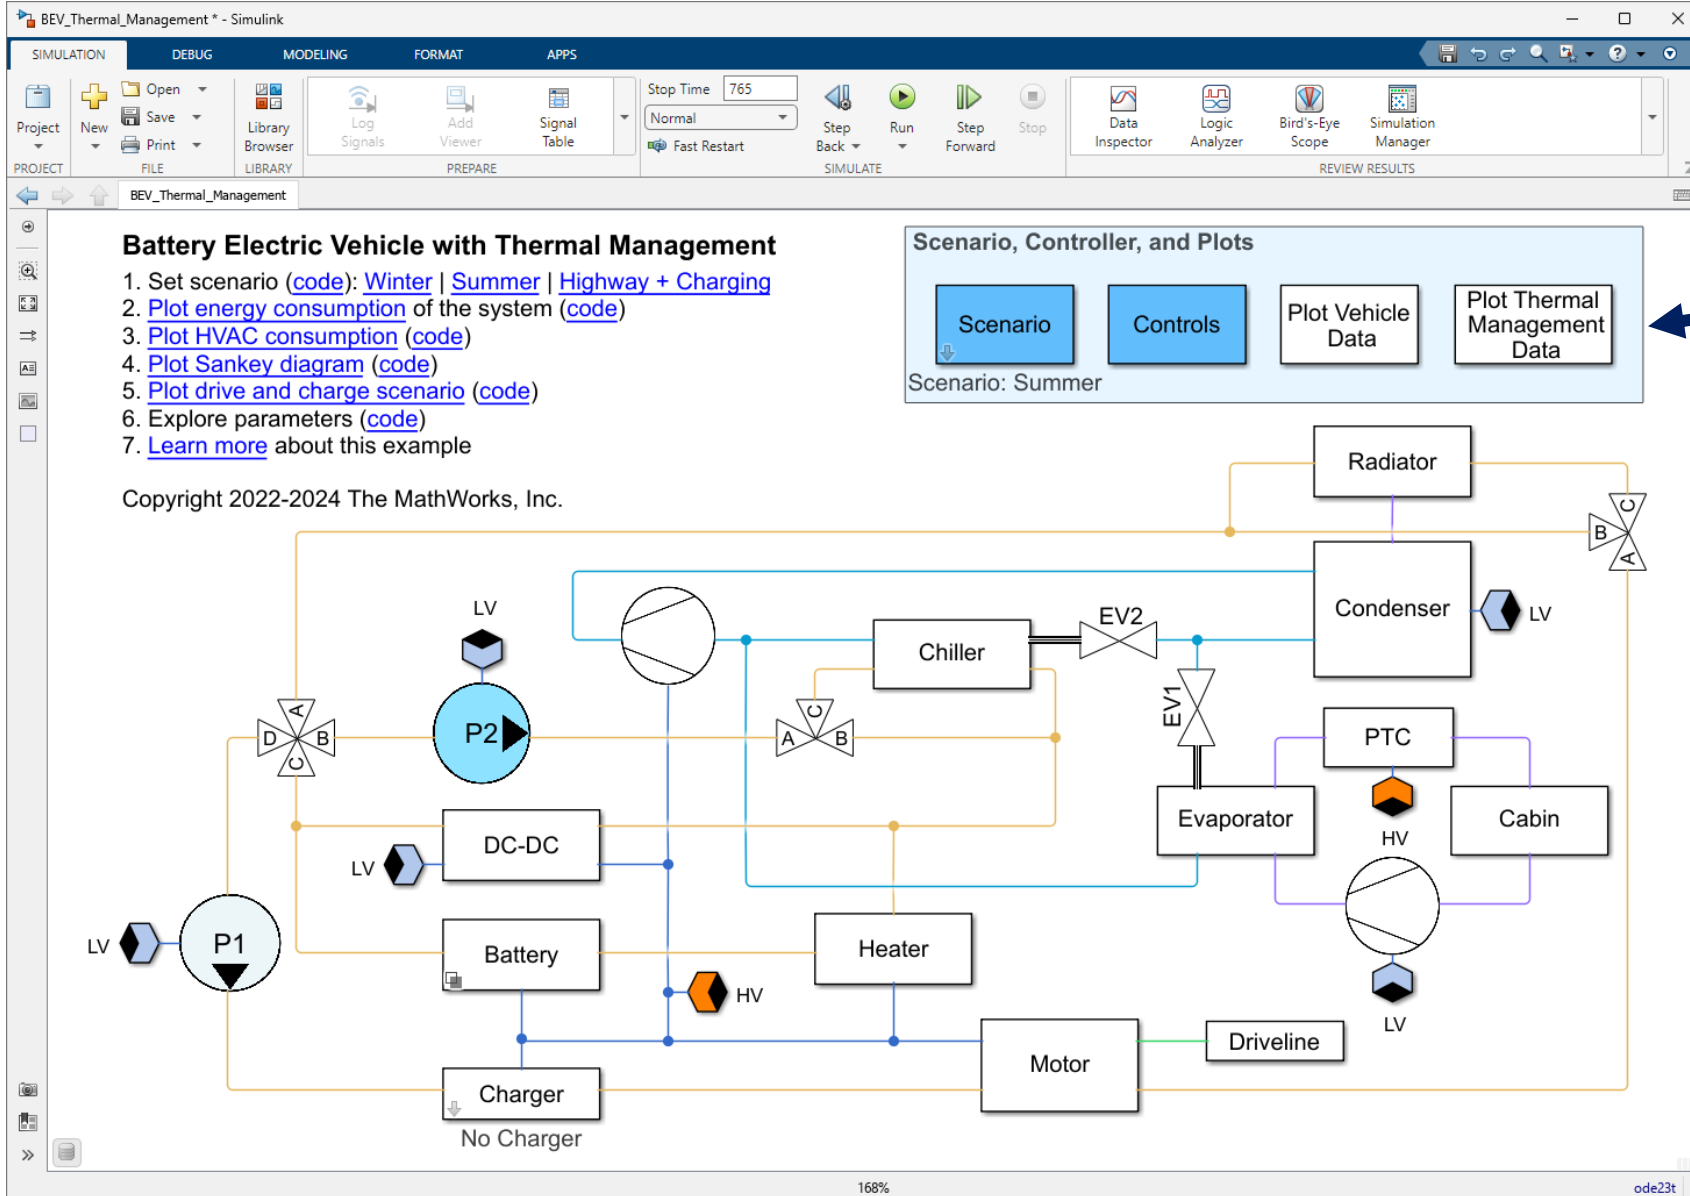 BEV_Thermal_Management * - Simulink
SIMULATION DEBUG MODELING FORMAT APPS
Project
New
Open
Save
Print
Library
Browser
Log
Signals
Add
Viewer
Signal
Table
Stop Time 765
Normal
Fast Restart
Step
Back
Run
Step
Forward
Stop
Data
Inspector
Logic
Analyzer
Bird's-Eye
Scope
Simulation
Manager
PROJECT FILE LIBRARY PREPARE SIMULATE REVIEW RESULTS
BEV_Thermal_Management
Battery Electric Vehicle with Thermal Management
1. Set scenario (code): Winter | Summer | Highway + Charging
2. Plot energy consumption of the system (code)
3. Plot HVAC consumption (code)
4. Plot Sankey diagram (code)
5. Plot drive and charge scenario (code)
6. Explore parameters (code)
7. Learn more about this example
Copyright 2022-2024 The MathWorks, Inc.
Scenario, Controller, and Plots
Scenario
Controls
Plot Vehicle
Data
Plot Thermal
Management
Data
Scenario: Summer
Radiator
C
B
A
Condenser
LV
LV
EV2
Chiller
EV1
A
D
B
C
P2
C
A
B
PTC
HV
Evaporator
Cabin
DC-DC
LV
LV
P1
Battery
Heater
HV
LV
Motor
Driveline
Charger
No Charger
168%
ode23t